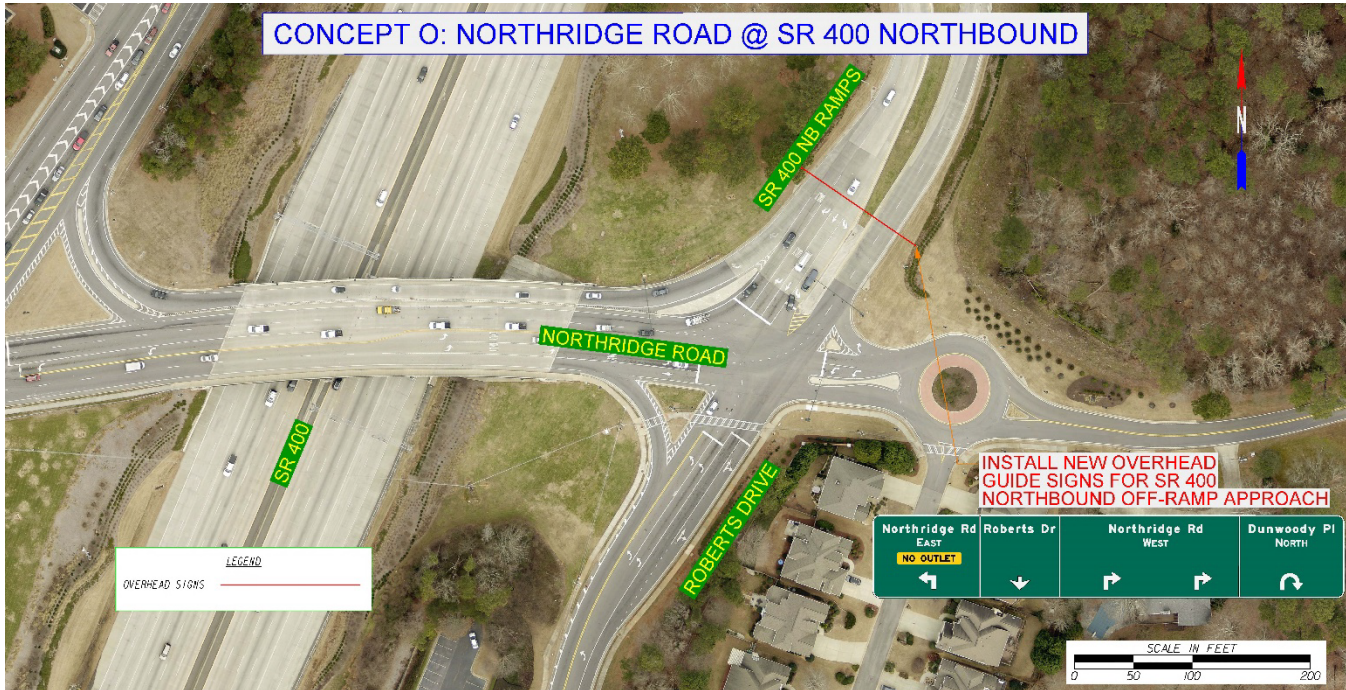 CONCEPT O: NORTHRIDGE ROAD @ SR 400 NORTHBOUND
SR 400 NB RAMPS
N
NORTHRIDGE ROAD
SR 400
ROBERTS DRIVE
INSTALL NEW OVERHEAD
GUIDE SIGNS FOR SR 400
NORTHBOUND OFF-RAMP APPROACH
Northridge Rd
EAST
NO OUTLET
Roberts Dr
Northridge Rd
WEST
Dunwoody Pl
NORTH
LEGEND
OVERHEAD SIGNS
SCALE IN FEET
0 50 100 200